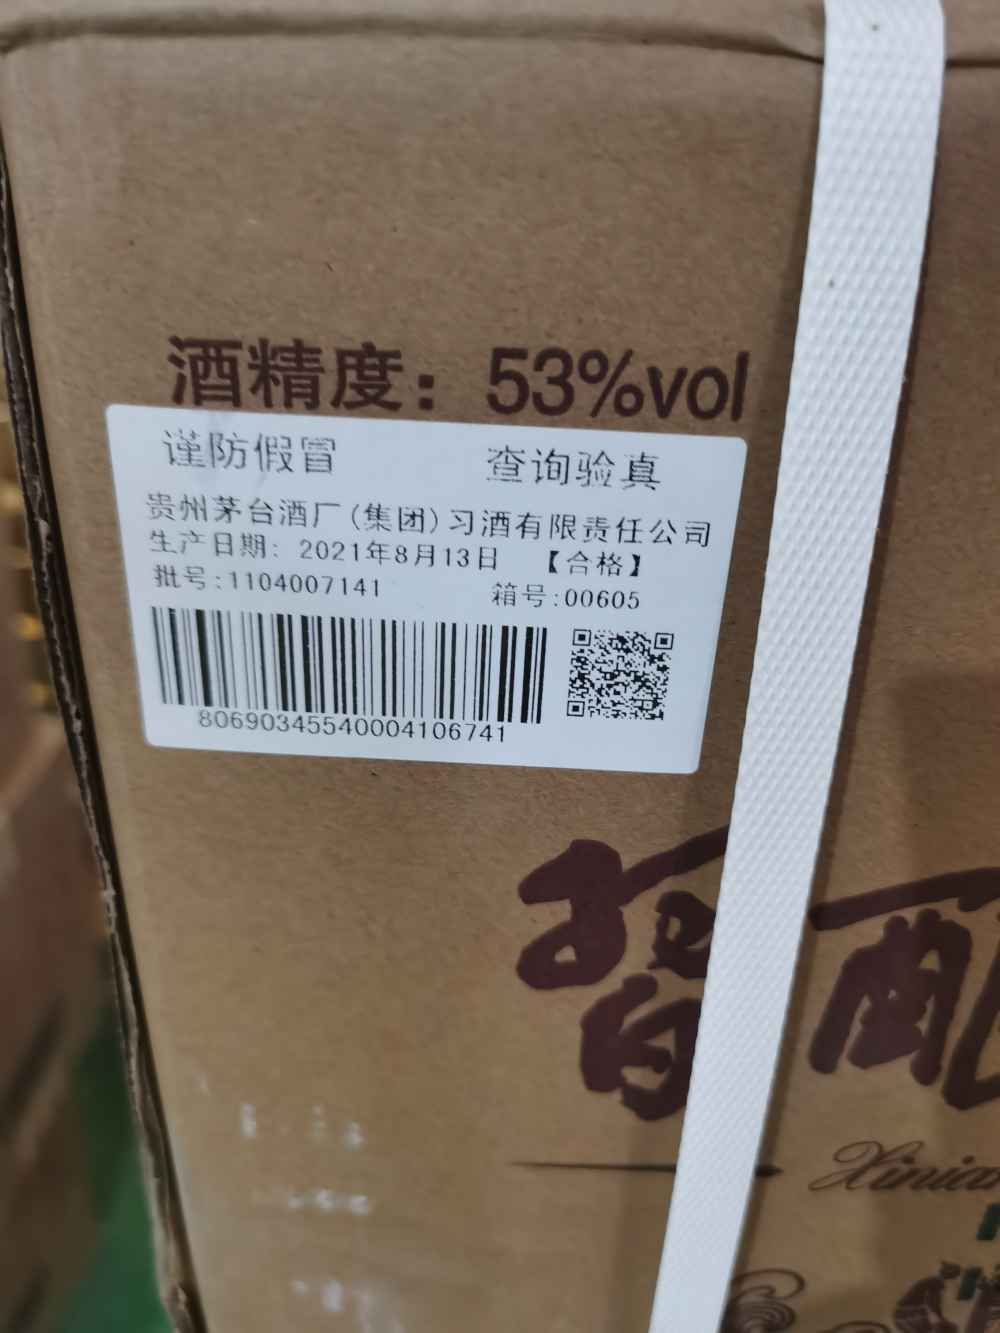 酒精度：53%vol
谨防假冒 查询验真
贵州茅台酒厂(集团)习酒有限责任公司
生产日期: 2021年8月13日 【合格】
批号:1104007141 箱号:00605
80690345540004106741